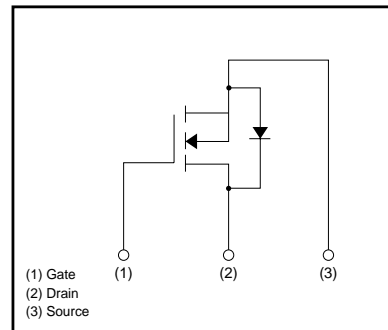 (1) Gate
(2) Drain
(3) Source
(1)
(2)
(3)